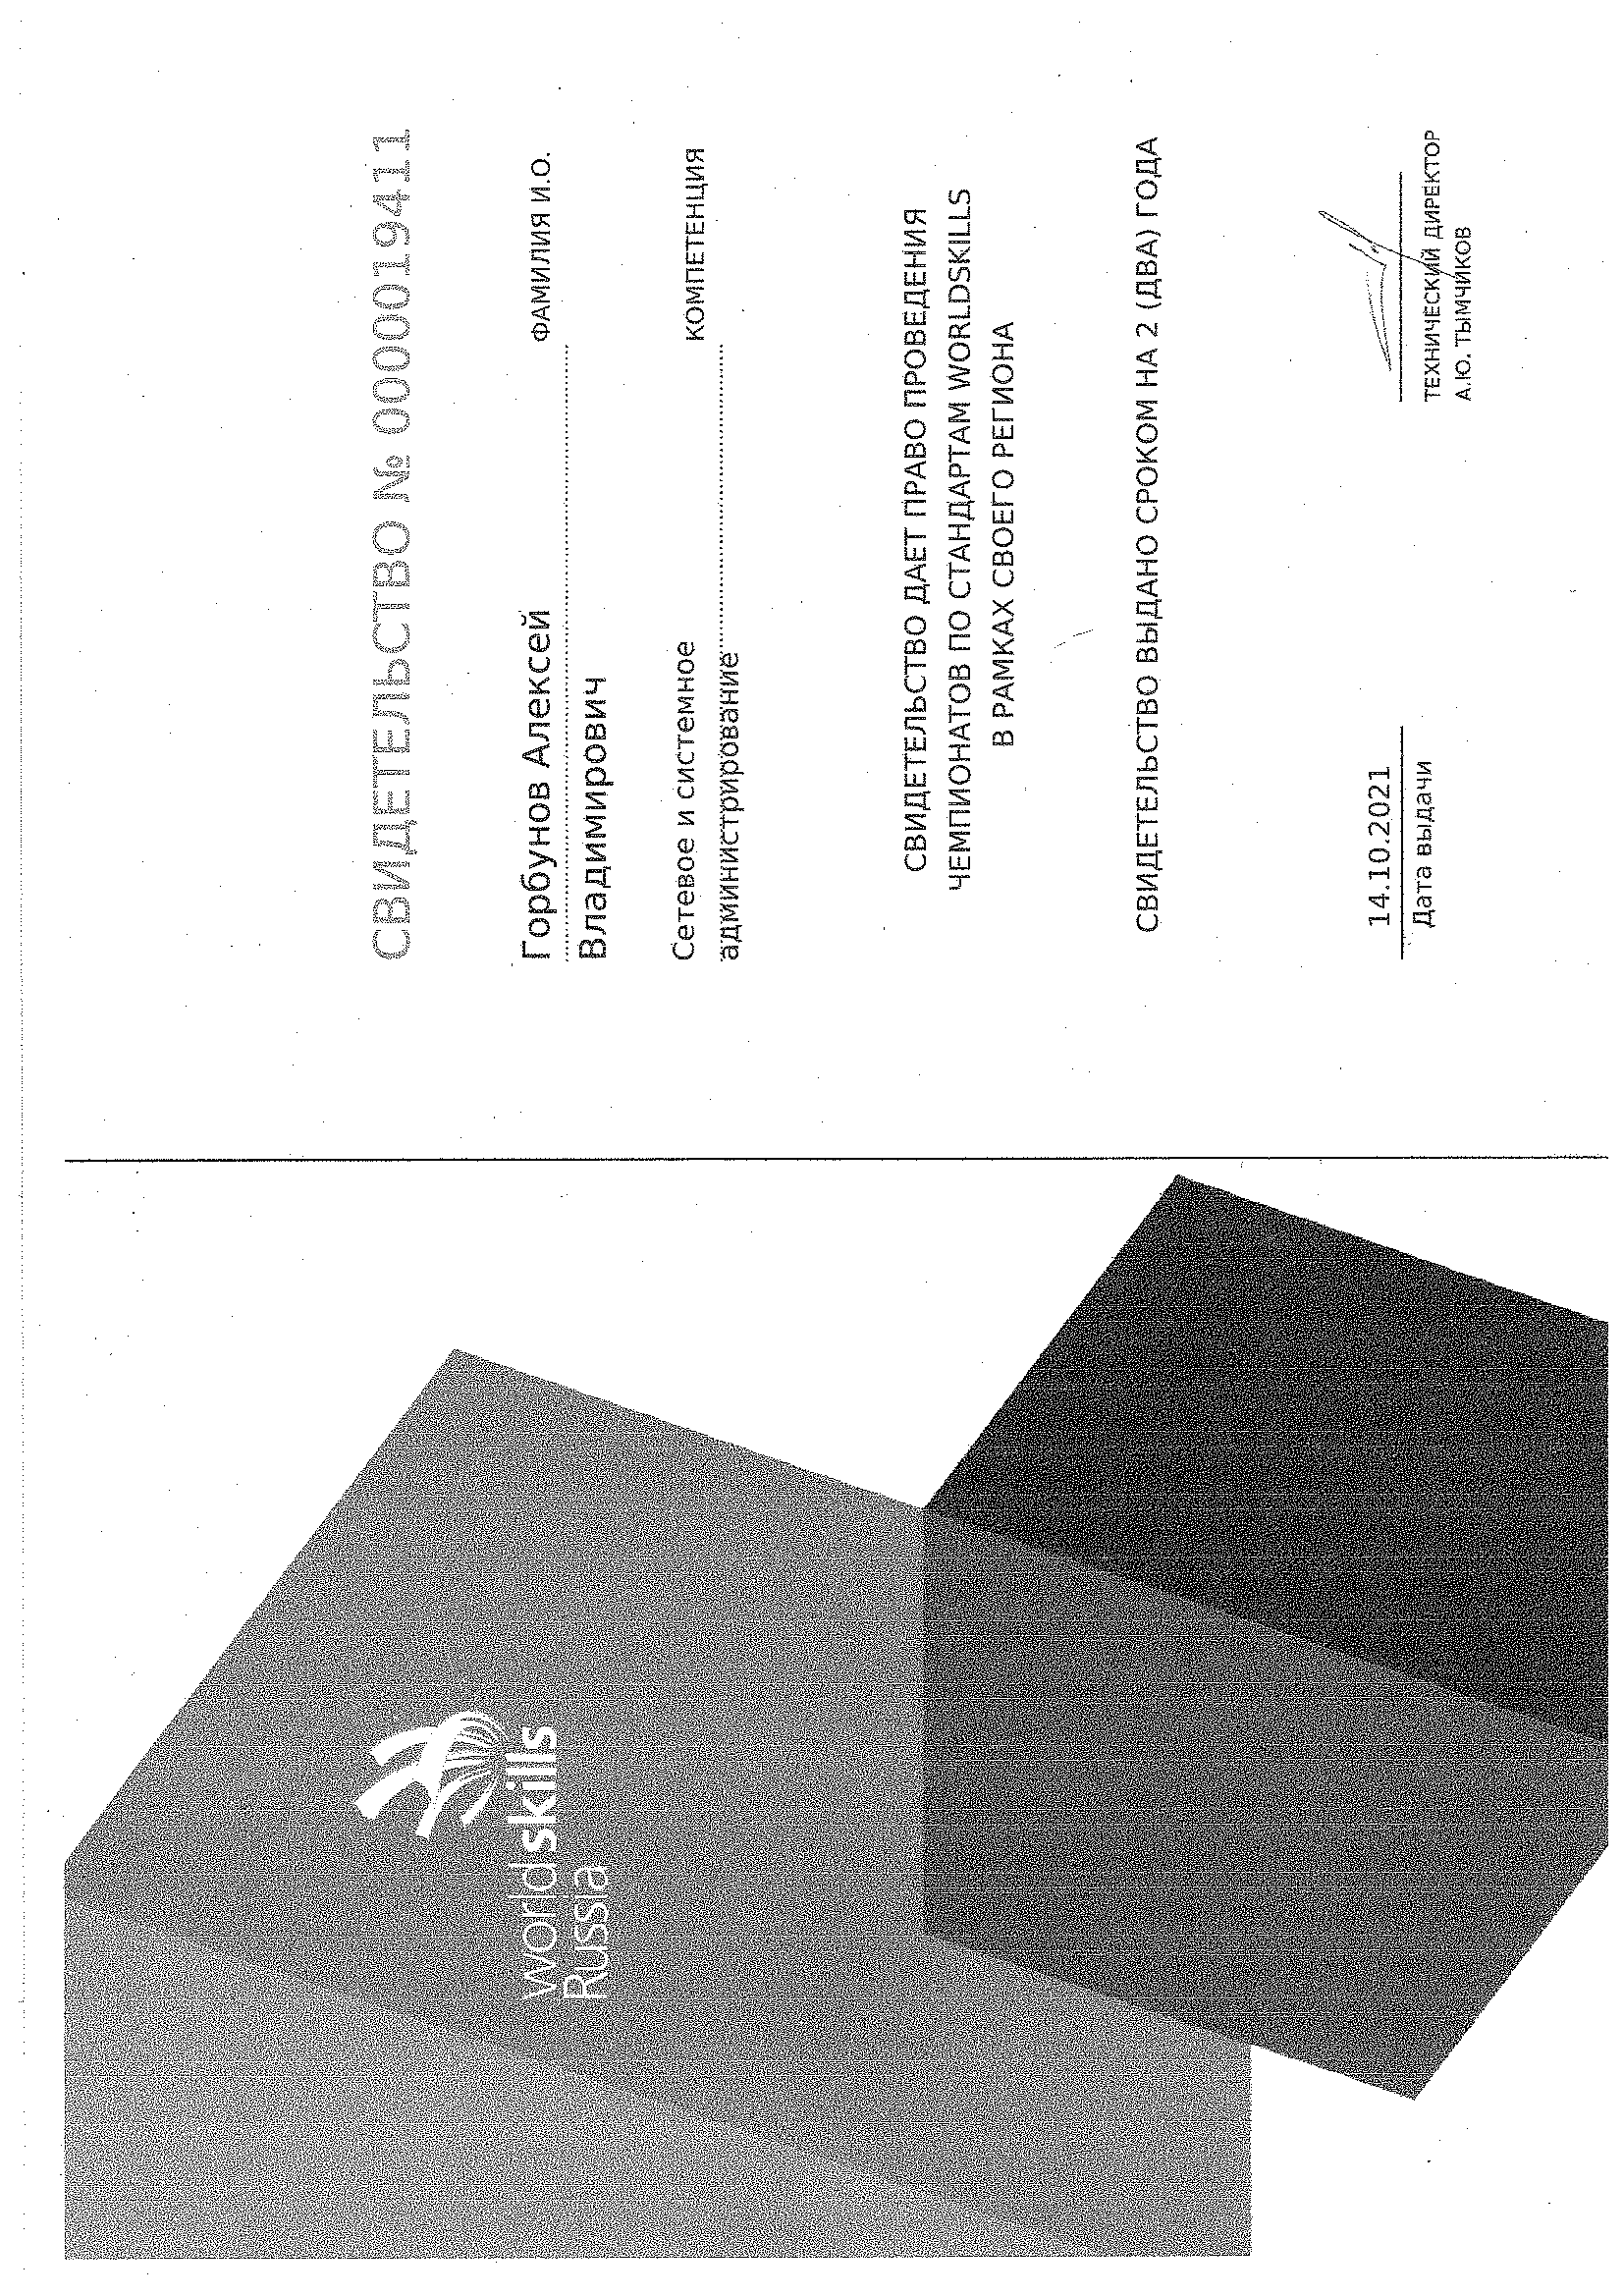 worldskills
Russia
СВИДЕТЕЛЬСТВО № 0000019411
Горбунов Алексей
Владимирович
ФАМИЛИЯ И.О.
Сетевое и системное
администрирование
КОМПЕТЕНЦИЯ
СВИДЕТЕЛЬСТВО ДАЕТ ПРАВО ПРОВЕДЕНИЯ
ЧЕМПИОНАТОВ ПО СТАНДАРТАМ WORLDSKILLS
В РАМКАХ СВОЕГО РЕГИОНА
СВИДЕТЕЛЬСТВО ВЫДАНО СРОКОМ НА 2 (ДВА) ГОДА
14.10.2021
Дата выдачи
ТЕХНИЧЕСКИЙ ДИРЕКТОР
А.Ю. ТЫМЧИКОВ